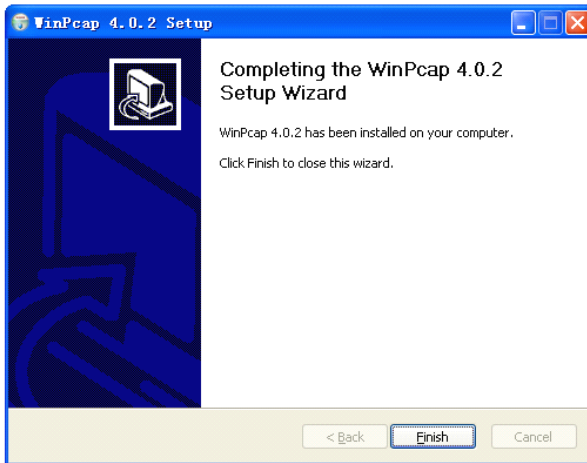 WinPcap 4.0.2 Setup
Completing the WinPcap 4.0.2
Setup Wizard
WinPcap 4.0.2 has been installed on your computer.
Click Finish to close this wizard.
< Back
Finish
Cancel